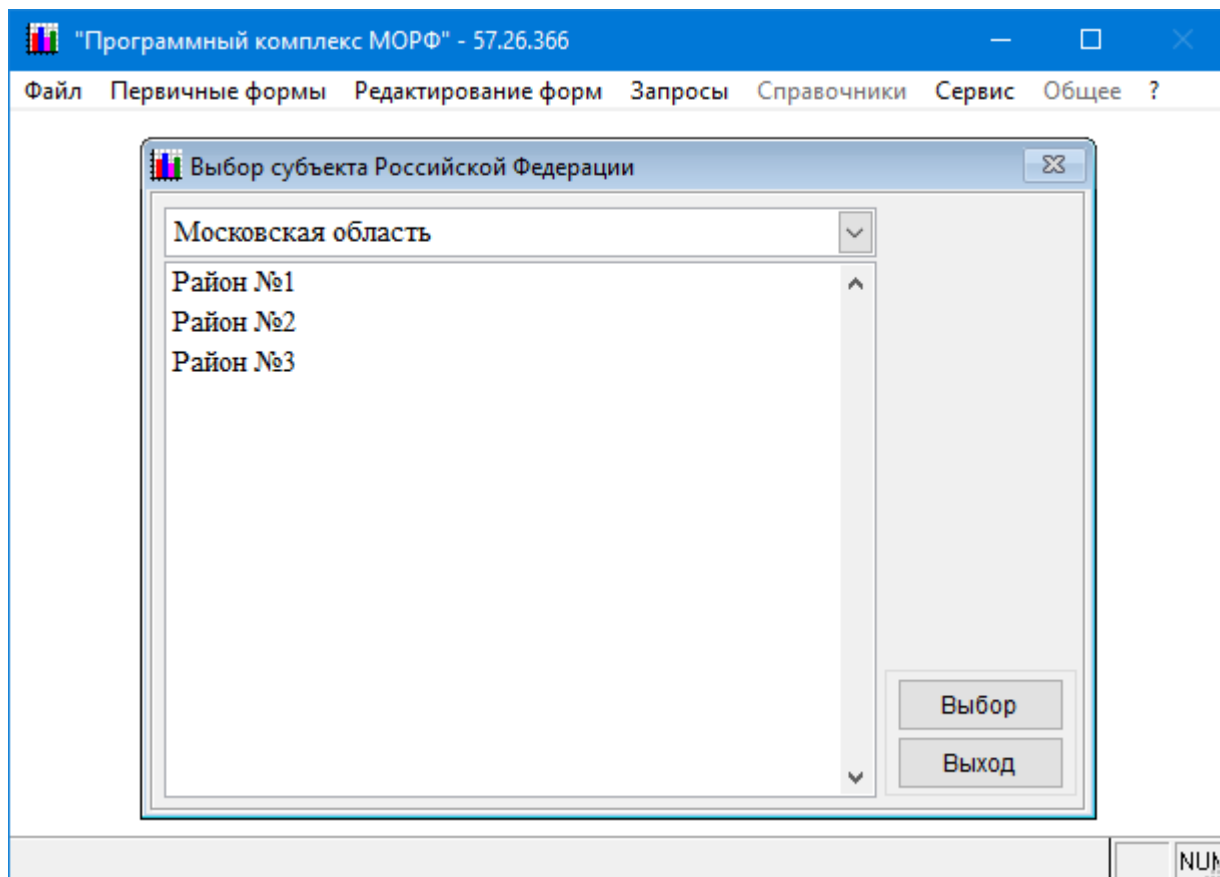 "Программный комплекс МОРФ" - 57.26.366
Файл Первичные формы Редактирование форм Запросы Справочники Сервис Общее ?
Выбор субъекта Российской Федерации
Московская область
Район №1
Район №2
Район №3
Выбор
Выход